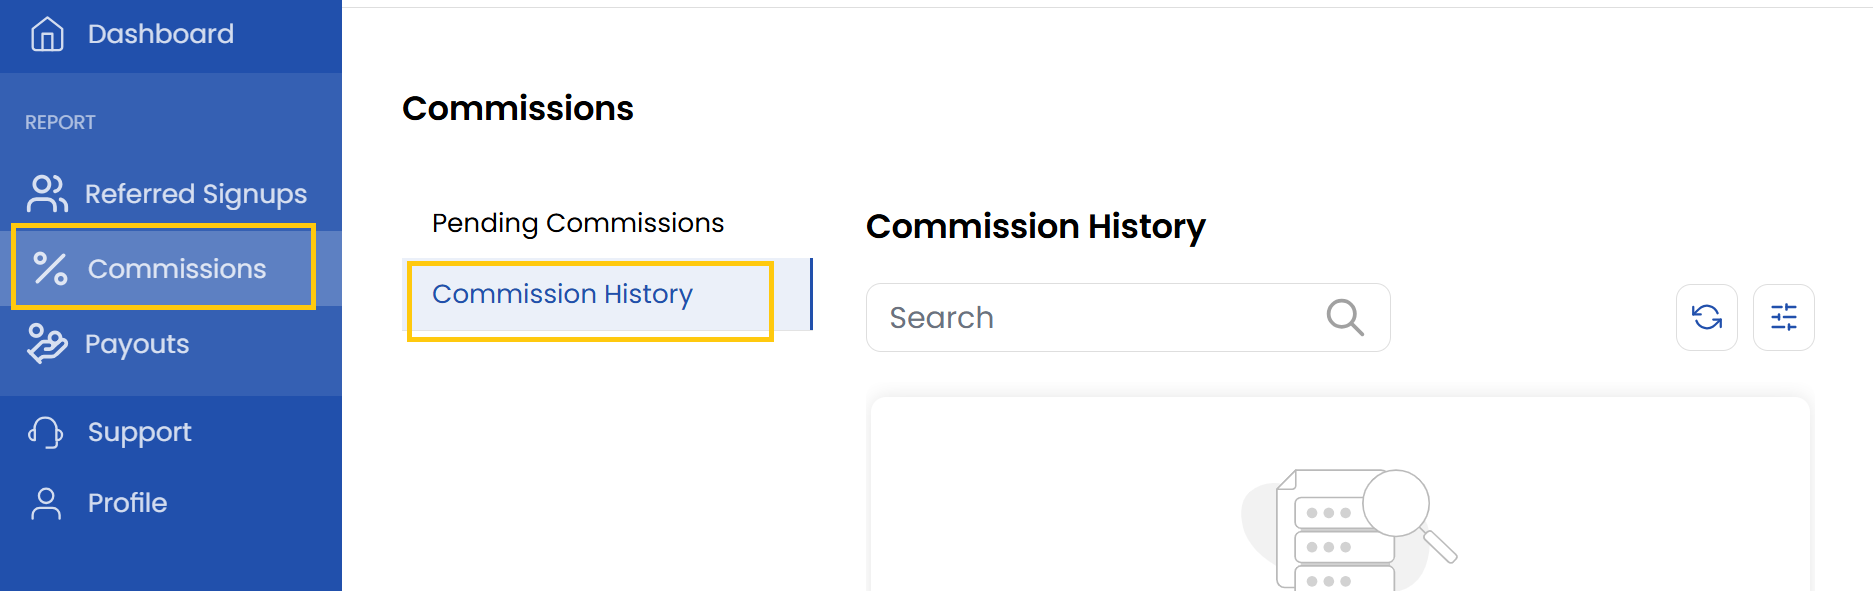 Dashboard
REPORT
Referred Signups
Commissions
Payouts
Support
Profile
Commissions
Pending Commissions
Commission History
Commission History
Search